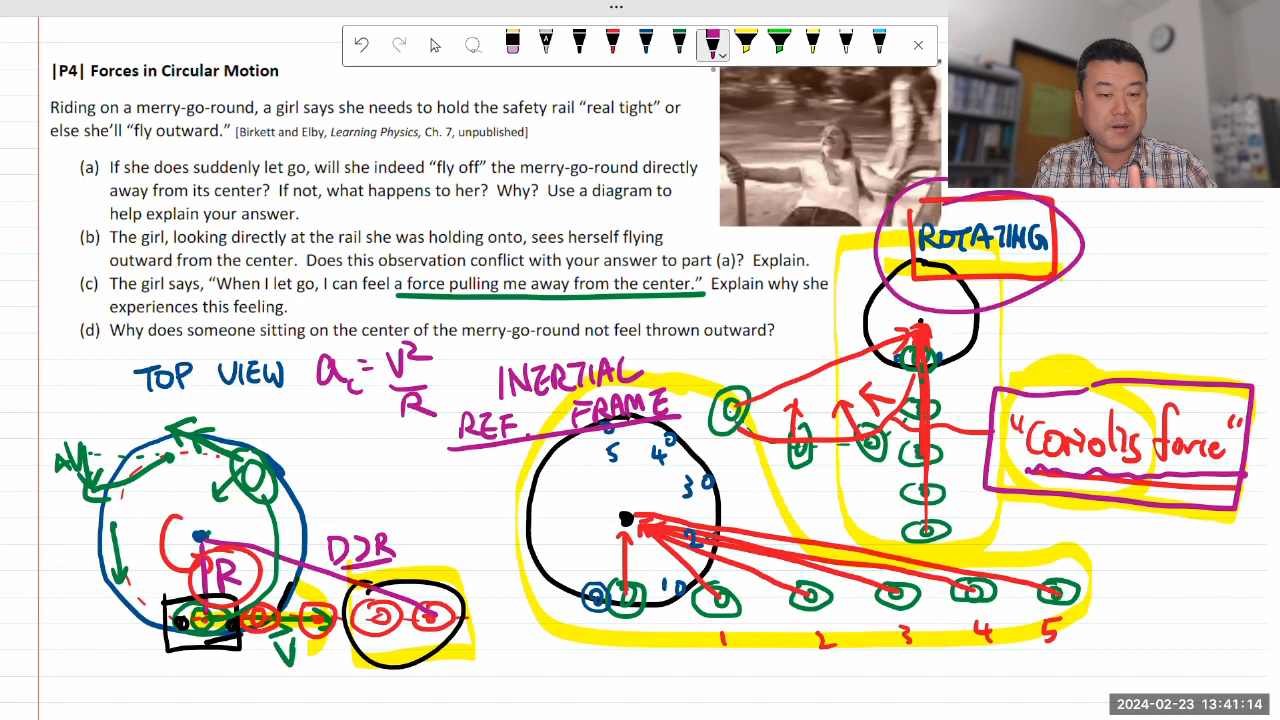 |P4| Forces in Circular Motion
Riding on a merry-go-round, a girl says she needs to hold the safety rail “real tight” or
else she’ll “fly outward.” [Birkett and Elby, Learning Physics, Ch. 7, unpublished]
(a) If she does suddenly let go, will she indeed “fly off” the merry-go-round directly
away from its center? If not, what happens to her? Why? Use a diagram to
help explain your answer.
(b) The girl, looking directly at the rail she was holding onto, sees herself flying
outward from the center. Does this observation conflict with your answer to part (a)? Explain.
(c) The girl says, “When I let go, I can feel a force pulling me away from the center.” Explain why she
experiences this feeling.
(d) Why does someone sitting on the center of the merry-go-round not feel thrown outward?
ROTATING
TOP VIEW
a_c = V²/R
INERTIAL
REF. FRAME
"Coriolis force"
5
4
3
2
1
ΔV
R
D>R
V
1 2 3 4 5
2024-02-23 13:41:14